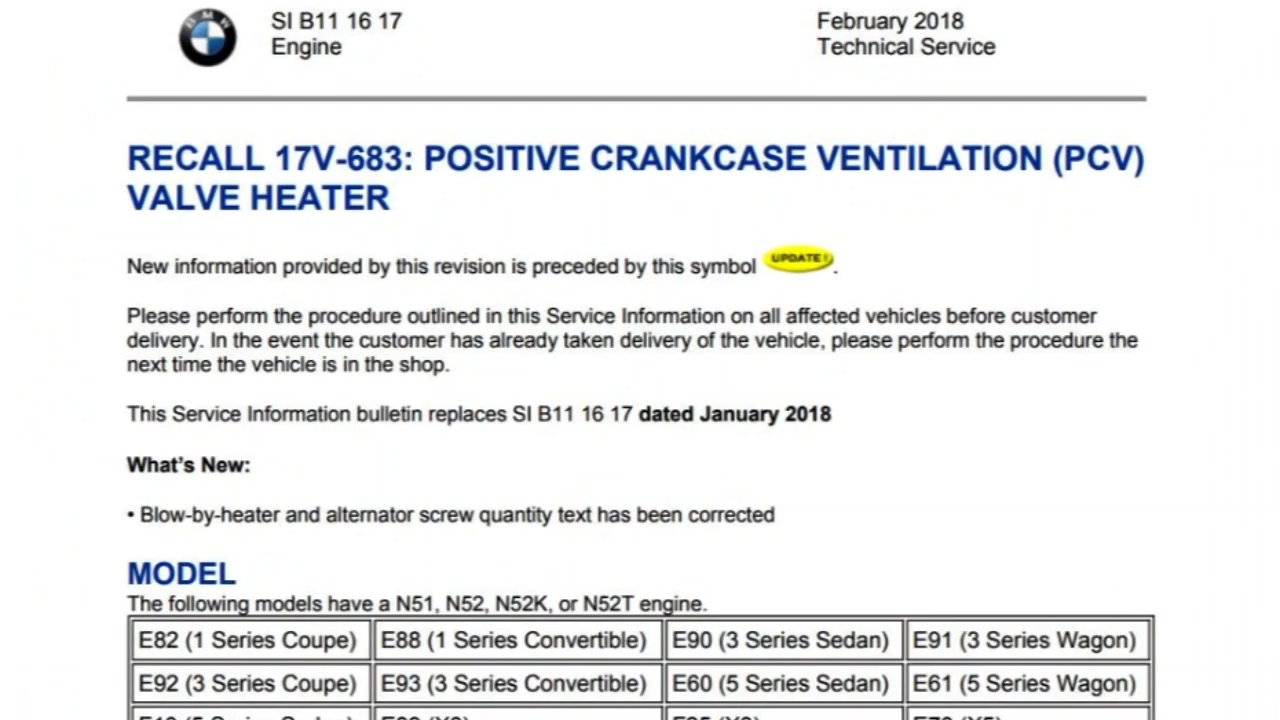 BMW
SI B11 16 17
Engine
February 2018
Technical Service
RECALL 17V-683: POSITIVE CRANKCASE VENTILATION (PCV)
VALVE HEATER
New information provided by this revision is preceded by this symbol UPDATE! .
Please perform the procedure outlined in this Service Information on all affected vehicles before customer
delivery. In the event the customer has already taken delivery of the vehicle, please perform the procedure the
next time the vehicle is in the shop.
This Service Information bulletin replaces SI B11 16 17 dated January 2018
What's New:
• Blow-by-heater and alternator screw quantity text has been corrected
MODEL
The following models have a N51, N52, N52K, or N52T engine.
E82 (1 Series Coupe) E88 (1 Series Convertible) E90 (3 Series Sedan) E91 (3 Series Wagon)
E92 (3 Series Coupe) E93 (3 Series Convertible) E60 (5 Series Sedan) E61 (5 Series Wagon)